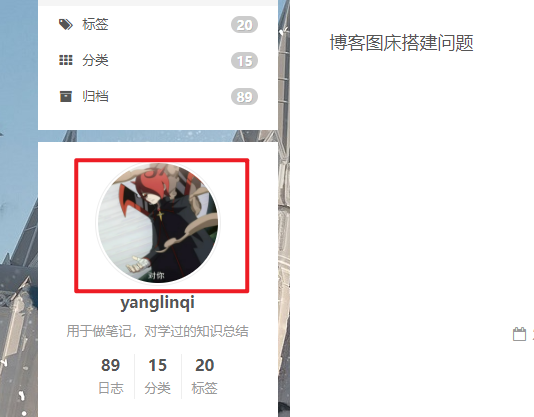 标签 20
分类 15
归档 89
博客图床搭建问题
对你
yanglinqi
用于做笔记，对学过的知识总结
89 15 20
日志 分类 标签